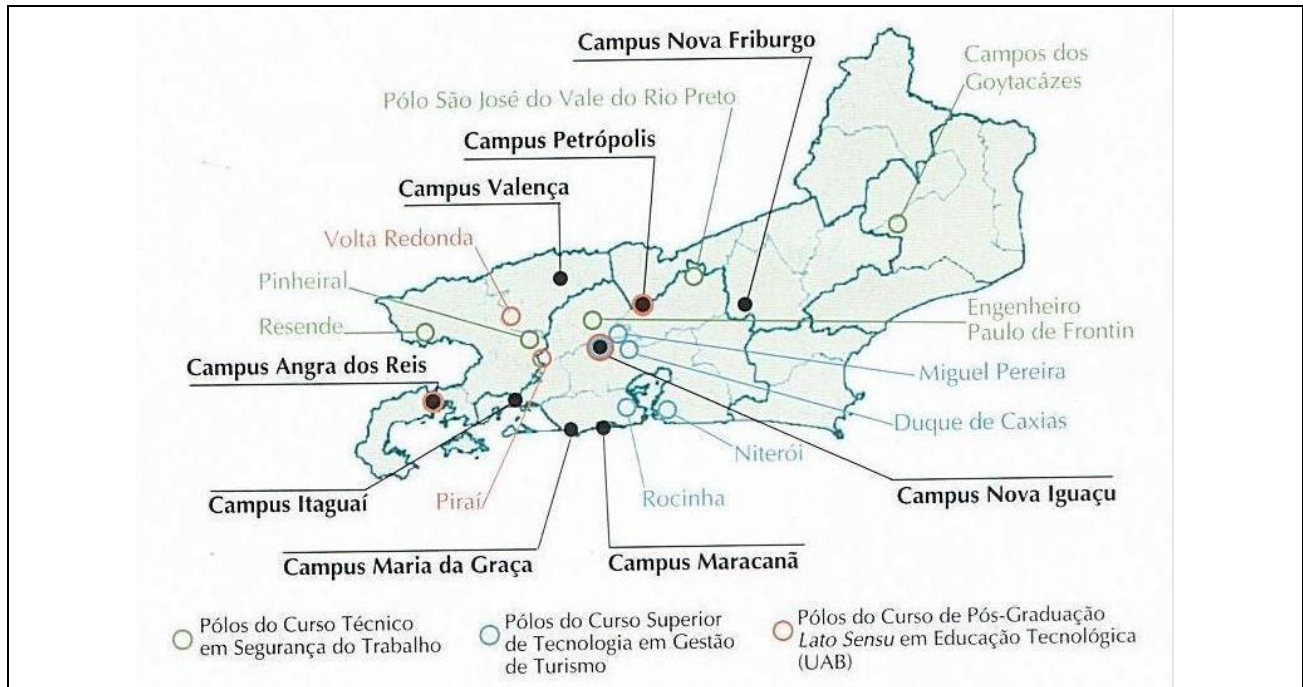 Campus Nova Friburgo
Campos dos
Goytacázes
Pólo São José do Vale do Rio Preto
Campus Petrópolis
Campus Valença
Volta Redonda
Pinheiral
Resende
Engenheiro
Paulo de Frontin
Campus Angra dos Reis
Miguel Pereira
Duque de Caxias
Niterói
Campus Itaguaí
Piraí
Rocinha
Campus Nova Iguaçu
Campus Maria da Graça
Campus Maracanã
Pólos do Curso Técnico
em Segurança do Trabalho
Pólos do Curso Superior
de Tecnologia em Gestão
de Turismo
Pólos do Curso de Pós-Graduação
Lato Sensu em Educação Tecnológica
(UAB)